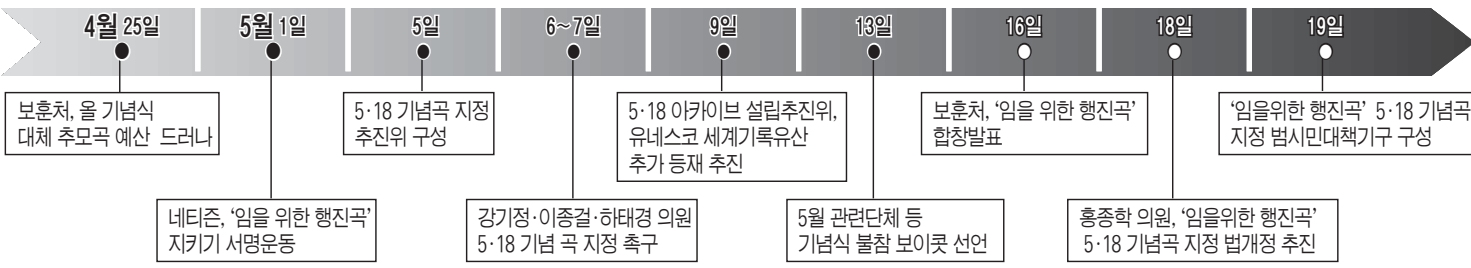 4월 25일
보훈처, 올 기념식
대체 추모곡 예산 드러나
5월 1일
네티즌, ‘임을 위한 행진곡’
지키기 서명운동
5일
5·18 기념곡 지정
추진위 구성
6~7일
강기정·이종걸·하태경 의원
5·18 기념 곡 지정 촉구
9일
5·18 아카이브 설립추진위,
유네스코 세계기록유산
추가 등재 추진
13일
5월 관련단체 등
기념식 불참 보이콧 선언
16일
보훈처, ‘임을 위한 행진곡’
합창발표
18일
홍종학 의원, ‘임을위한 행진곡’
5·18 기념곡 지정 법개정 추진
19일
‘임을위한 행진곡’ 5·18 기념곡
지정 범시민대책기구 구성